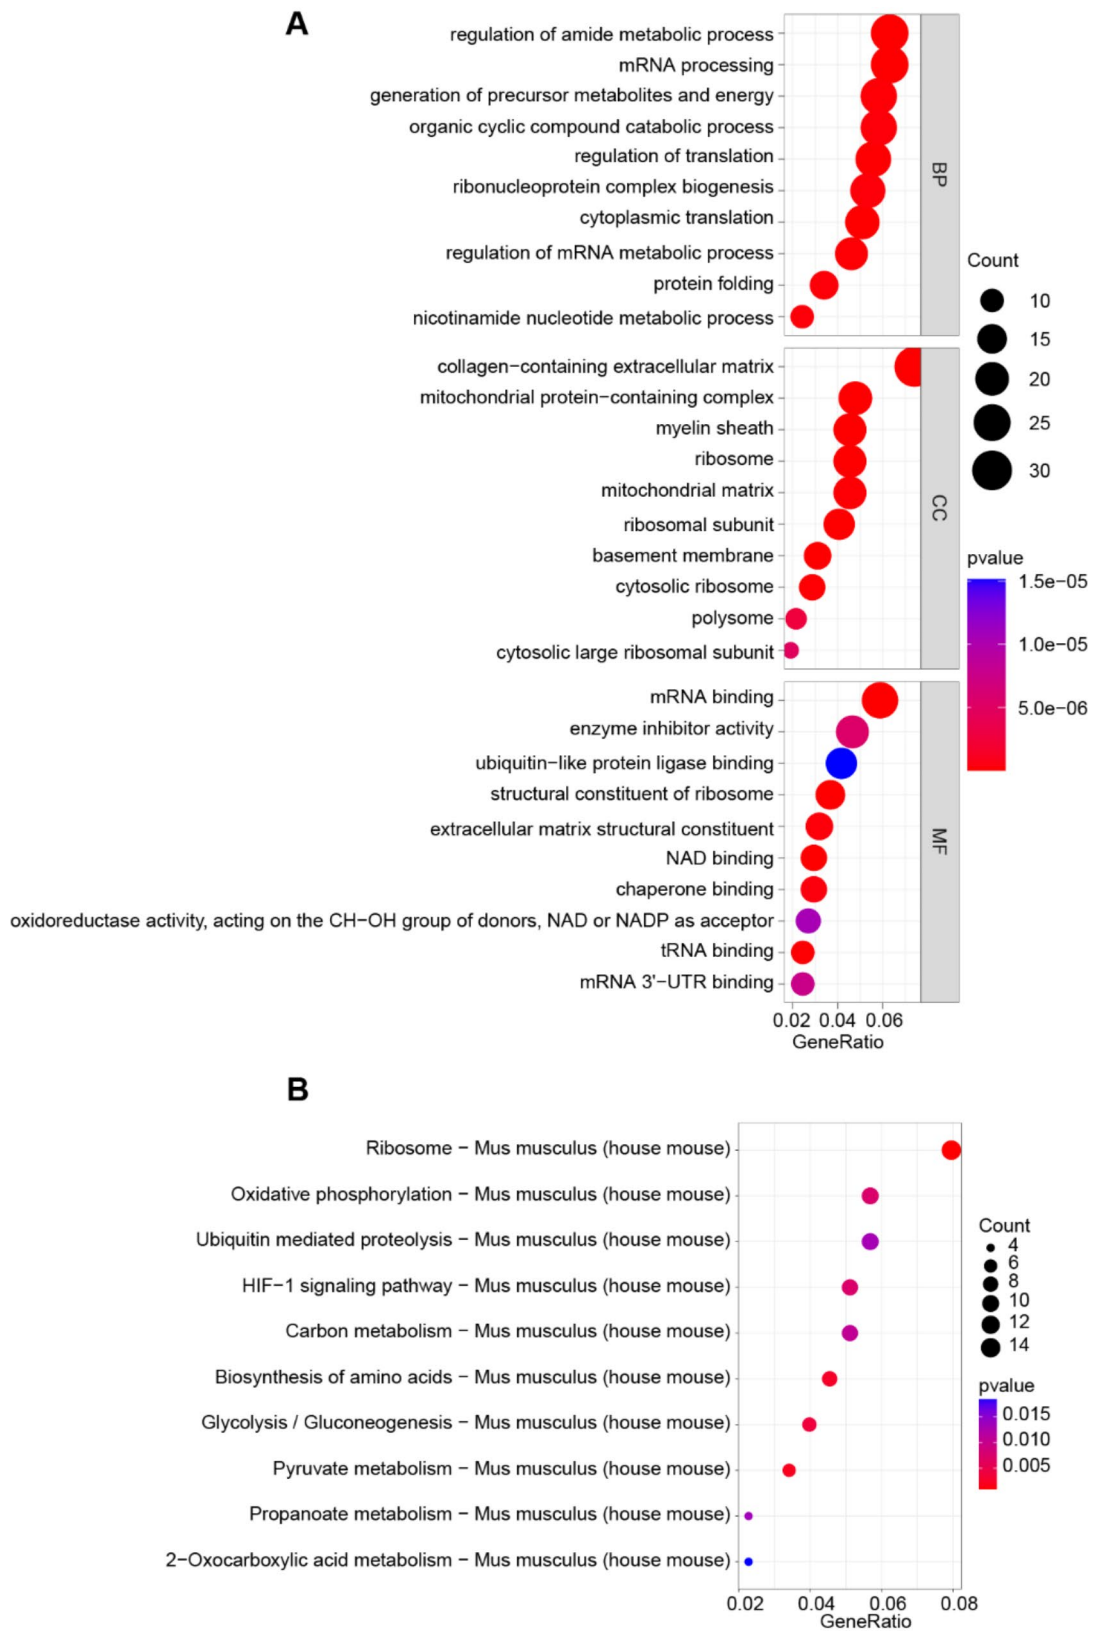 A
regulation of amide metabolic process
mRNA processing
generation of precursor metabolites and energy
organic cyclic compound catabolic process
regulation of translation
ribonucleoprotein complex biogenesis
cytoplasmic translation
regulation of mRNA metabolic process
protein folding
nicotinamide nucleotide metabolic process
BP
collagen−containing extracellular matrix
mitochondrial protein−containing complex
myelin sheath
ribosome
mitochondrial matrix
ribosomal subunit
basement membrane
cytosolic ribosome
polysome
cytosolic large ribosomal subunit
CC
mRNA binding
enzyme inhibitor activity
ubiquitin−like protein ligase binding
structural constituent of ribosome
extracellular matrix structural constituent
NAD binding
chaperone binding
oxidoreductase activity, acting on the CH−OH group of donors, NAD or NADP as acceptor
tRNA binding
mRNA 3'−UTR binding
MF
0.02 0.04 0.06
GeneRatio
Count
10
15
20
25
30
pvalue
1.5e−05
1.0e−05
5.0e−06
B
Ribosome − Mus musculus (house mouse)
Oxidative phosphorylation − Mus musculus (house mouse)
Ubiquitin mediated proteolysis − Mus musculus (house mouse)
HIF−1 signaling pathway − Mus musculus (house mouse)
Carbon metabolism − Mus musculus (house mouse)
Biosynthesis of amino acids − Mus musculus (house mouse)
Glycolysis / Gluconeogenesis − Mus musculus (house mouse)
Pyruvate metabolism − Mus musculus (house mouse)
Propanoate metabolism − Mus musculus (house mouse)
2−Oxocarboxylic acid metabolism − Mus musculus (house mouse)
0.02 0.04 0.06 0.08
GeneRatio
Count
4
6
8
10
12
14
pvalue
0.015
0.010
0.005